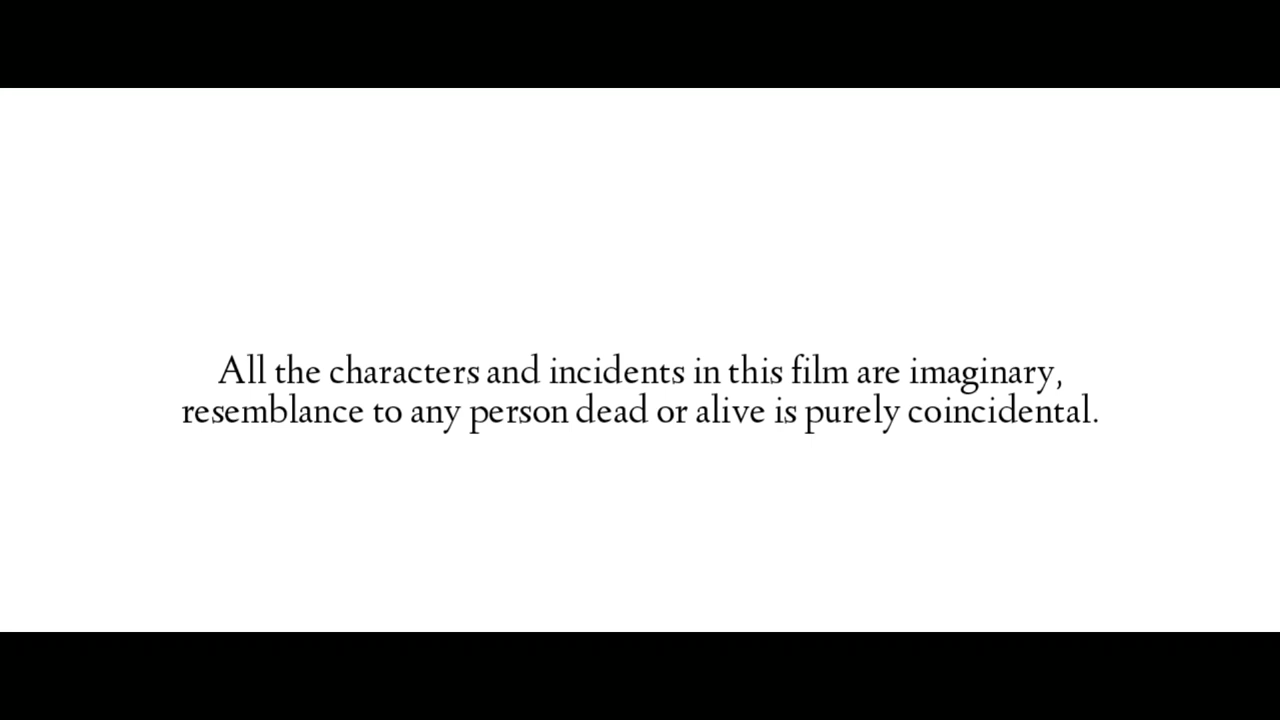 All the characters and incidents in this film are imaginary,
resemblance to any person dead or alive is purely coincidental.